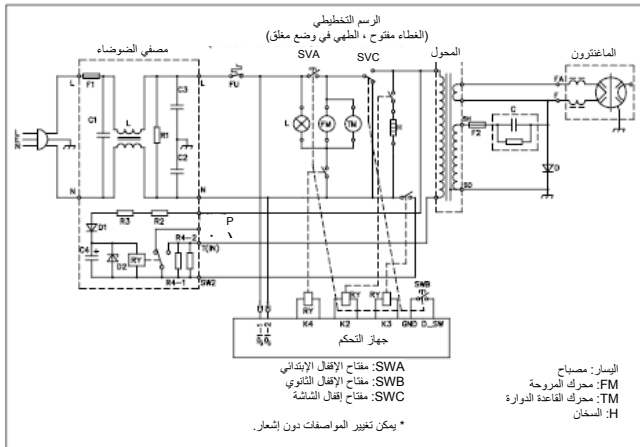 الرسم التخطيطي
(الغطاء مفتوح ، الطهي في وضع مغلق)
مصفي الضوضاء
SVA
SVC
المحول
الماغنترون
F1
L
L
FU
C1
L
R1
C3
C2
L
FM
TM
H
FA
F
SH
F2
C
D
SD
N
N
D1
R3
R2
P
T(IN)
C4
D2
RY
R4-2
R4-1
SW2
RY
RY
RY
SWB
K4
K2
K3
GND
D_SW
جهاز التحكم
SWA: مفتاح الإقفال الإبتدائي
SWB: مفتاح الإقفال الثانوي
SWC: مفتاح إقفال الشاشة
* يمكن تغيير المواصفات دون إشعار.
اليسار: مصباح
FM: محرك المروحة
TM: محرك القاعدة الدوارة
H: السخان